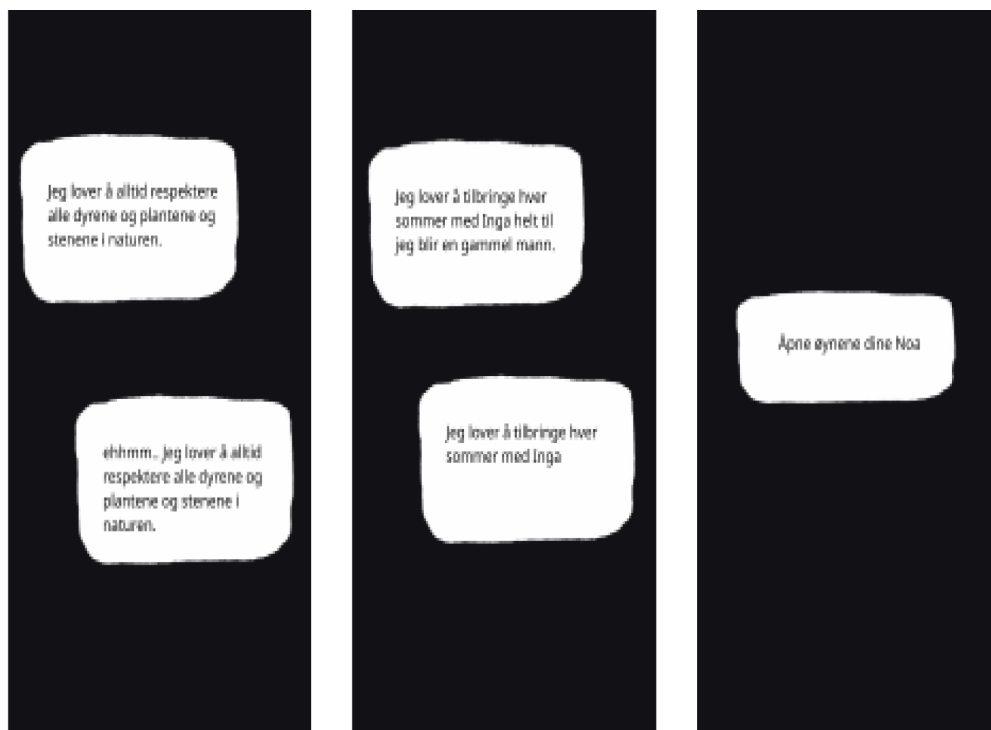 Jeg lover å alltid respektere
alle dyrene og plantene og
stenene i naturen.
ehhmm.. Jeg lover å alltid
respektere alle dyrene og
plantene og stenene i
naturen.
Jeg lover å tilbringe hver
sommer med Inga helt til
jeg blir en gammel mann.
Jeg lover å tilbringe hver
sommer med Inga
Åpne øynene dine Noa